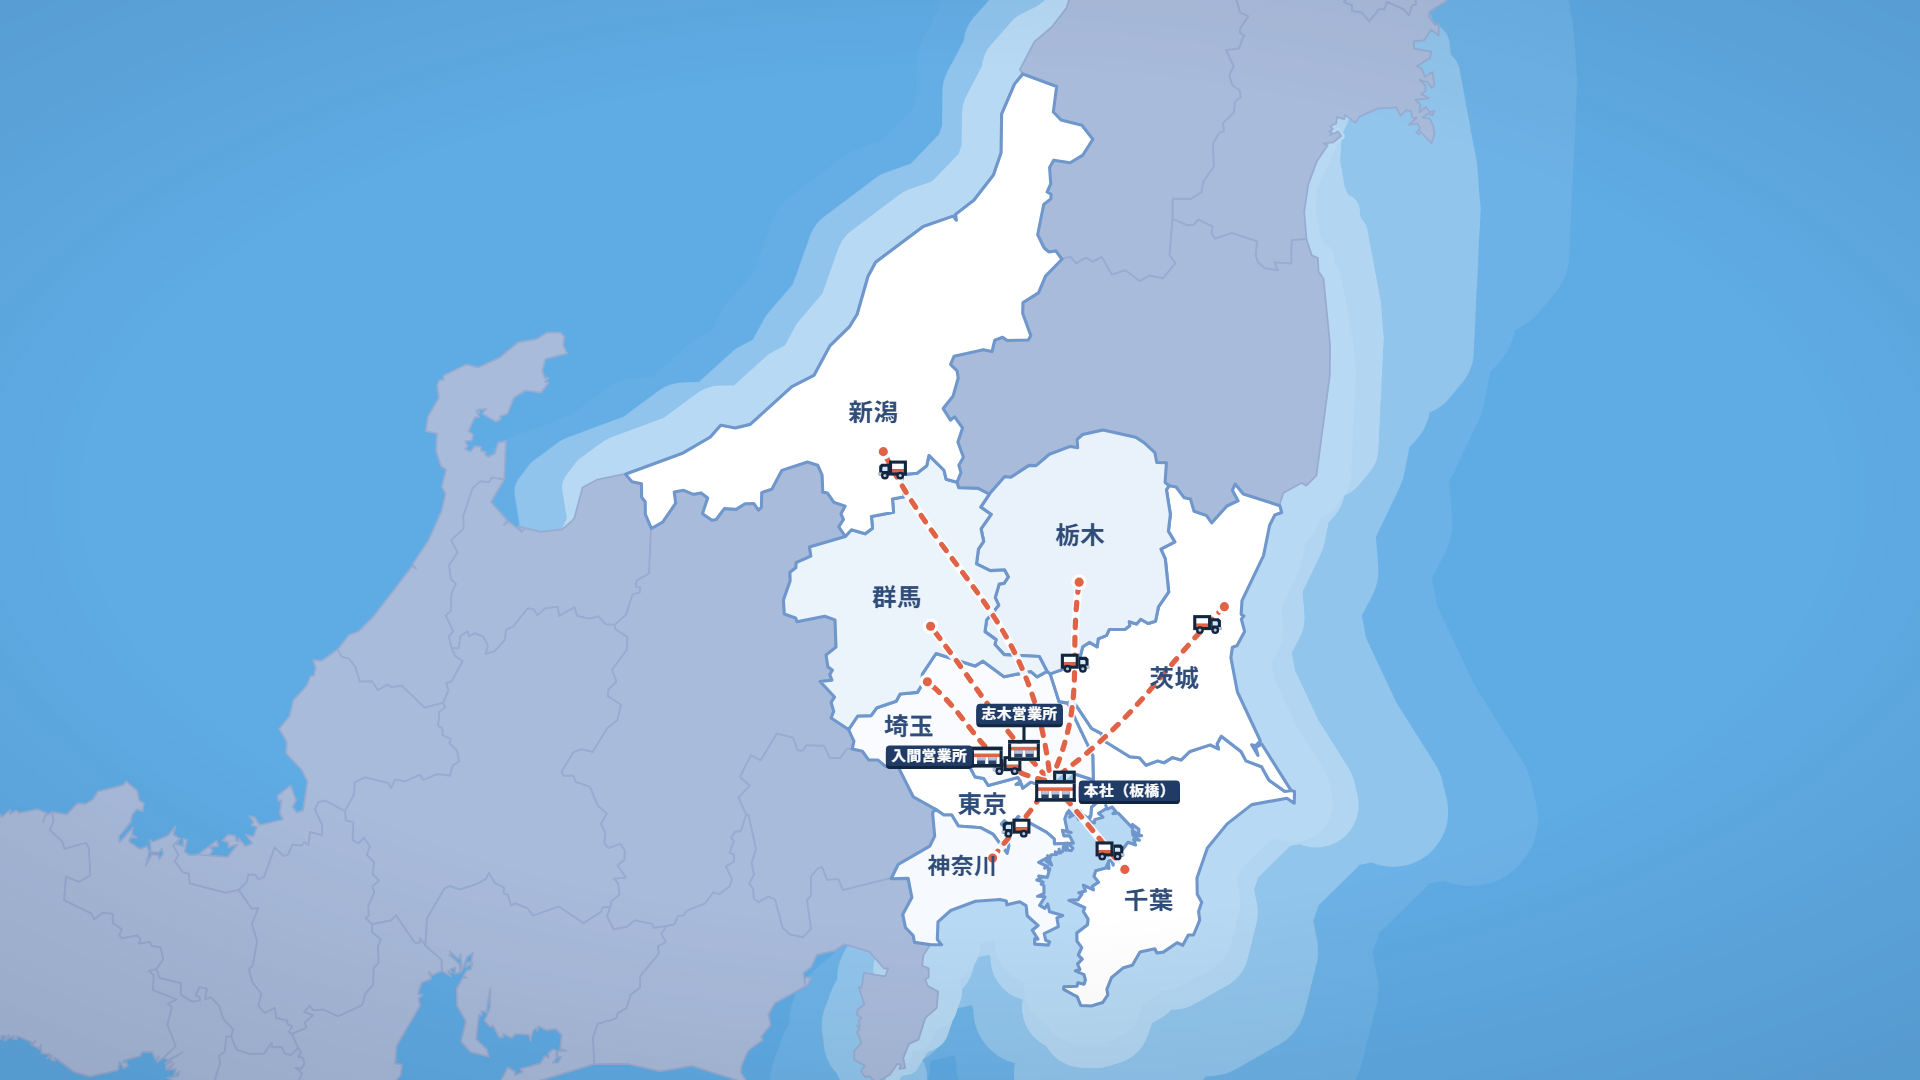 新潟
栃木
群馬
茨城
志木営業所
埼玉
入間営業所
本社（板橋）
東京
神奈川
千葉